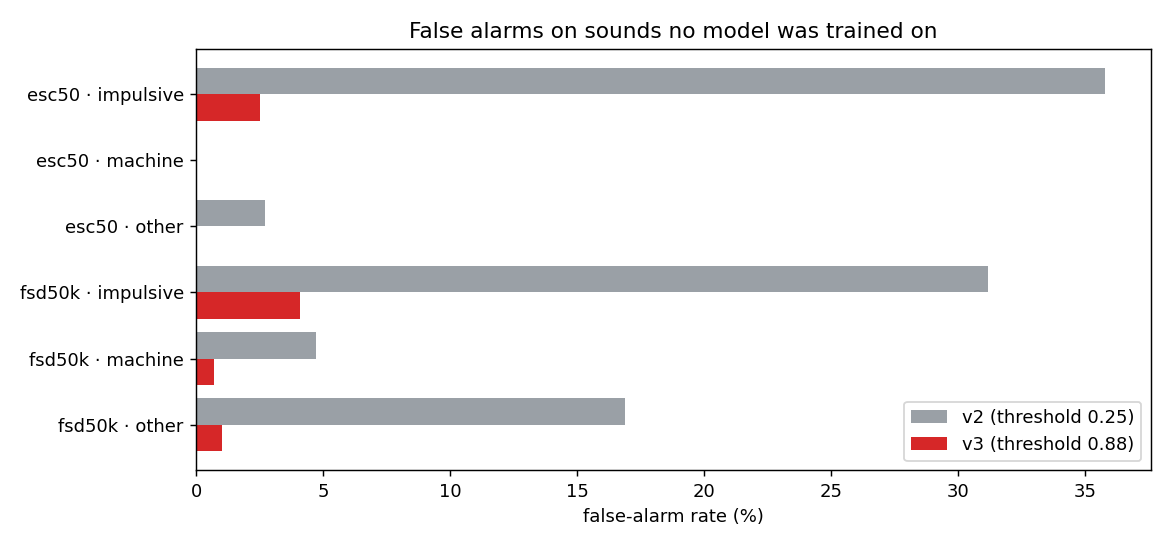 False alarms on sounds no model was trained on
esc50 · impulsive
esc50 · machine
esc50 · other
fsd50k · impulsive
fsd50k · machine
fsd50k · other
v2 (threshold 0.25)
v3 (threshold 0.88)
0 5 10 15 20 25 30 35
false-alarm rate (%)